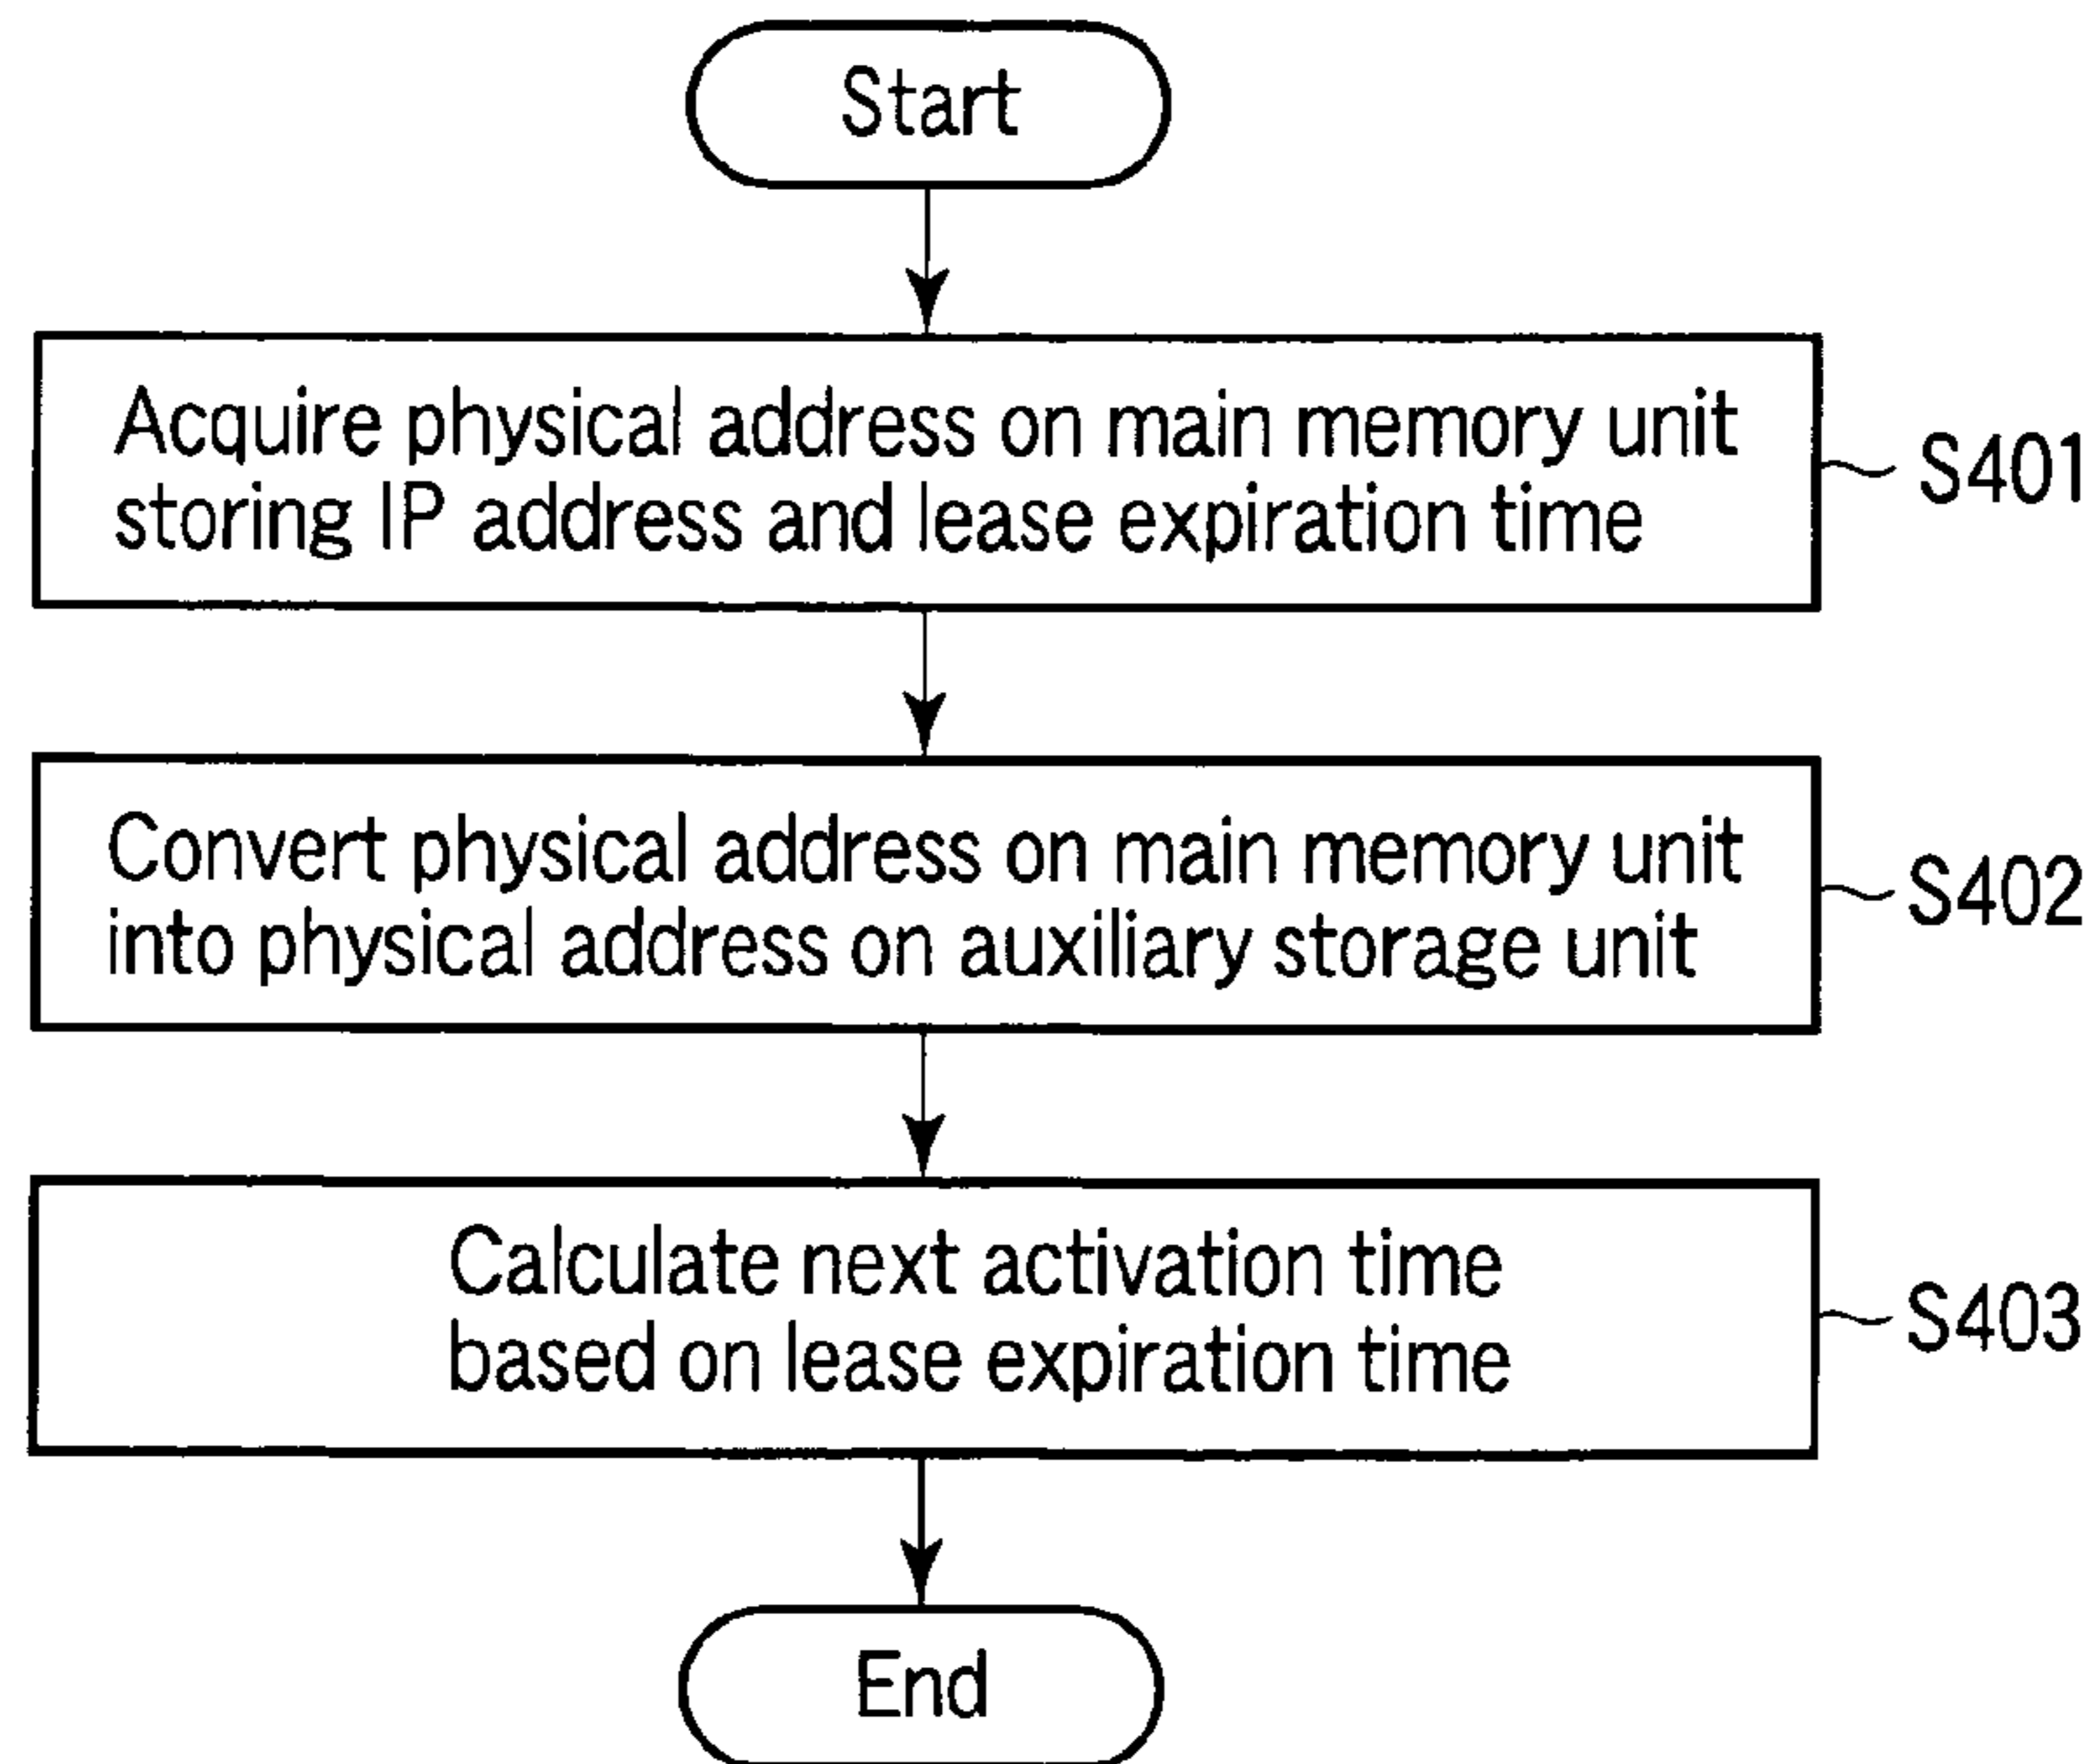 Start
Acquire physical address on main memory unit
storing IP address and lease expiration time
S401
Convert physical address on main memory unit
into physical address on auxiliary storage unit
S402
Calculate next activation time
based on lease expiration time
S403
End